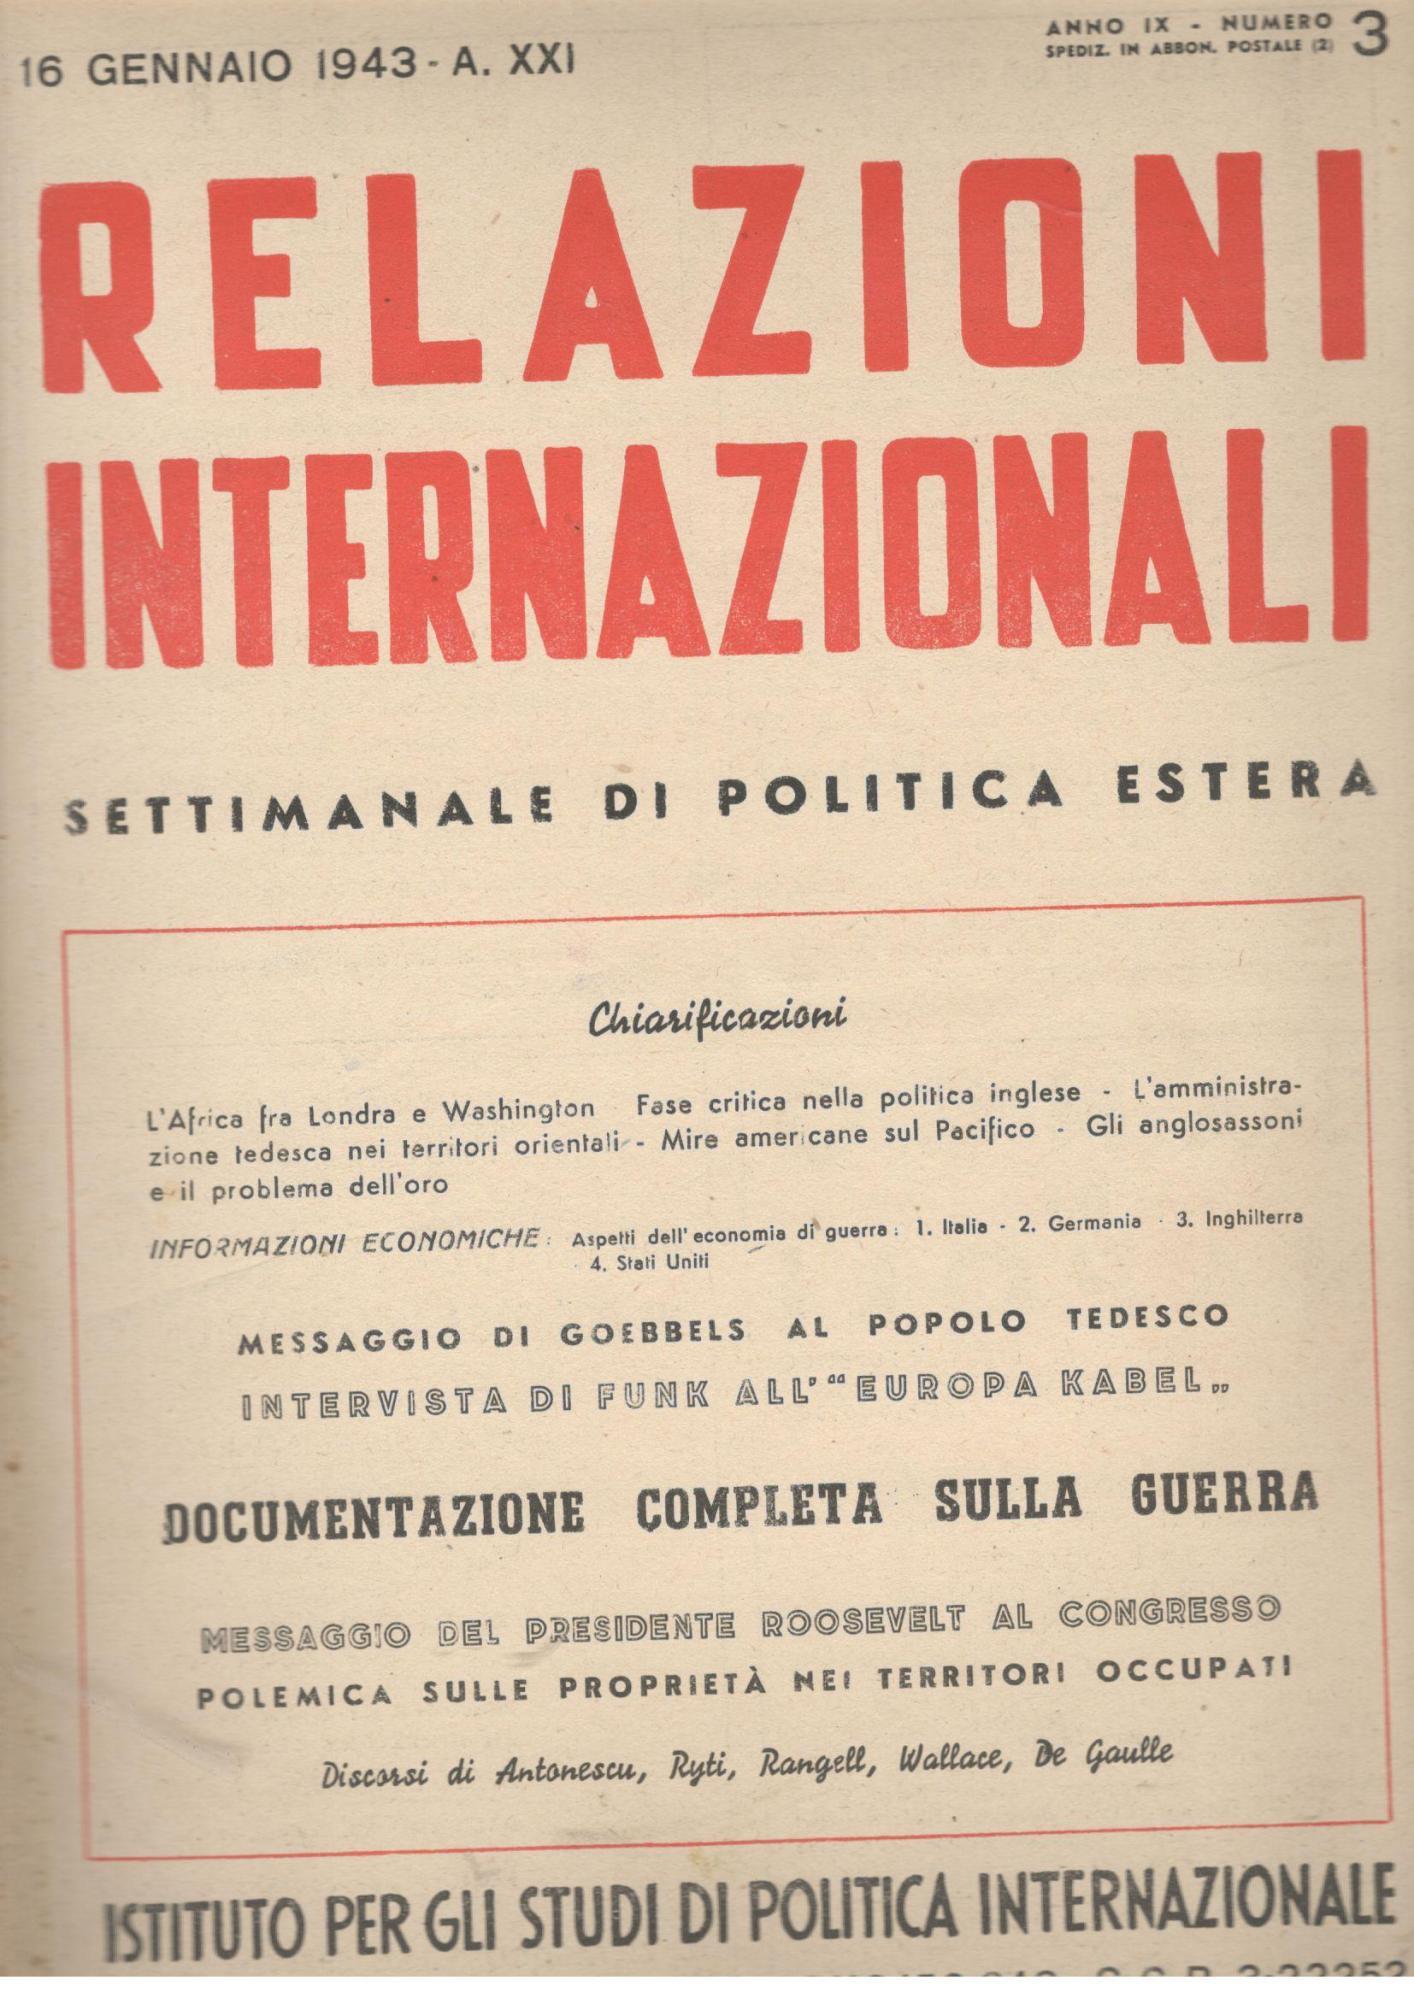 16 GENNAIO 1943 - A. XXI
ANNO IX - NUMERO 3
SPEDIZ. IN ABBON. POSTALE (2)
RELAZIONI
INTERNAZIONALI
SETTIMANALE DI POLITICA ESTERA
Chiarificazioni
L'Africa fra Londra e Washington Fase critica nella politica inglese - L'amministra-
zione tedesca nei territori orientali - Mire americane sul Pacifico - Gli anglosassoni
e il problema dell'oro
INFORMAZIONI ECONOMICHE: Aspetti dell'economia di guerra: 1. Italia - 2. Germania - 3. Inghilterra
4. Stati Uniti
MESSAGGIO DI GOEBBELS AL POPOLO TEDESCO
INTERVISTA DI FUNK ALL'“EUROPA KABEL„
DOCUMENTAZIONE COMPLETA SULLA GUERRA
MESSAGGIO DEL PRESIDENTE ROOSEVELT AL CONGRESSO
POLEMICA SULLE PROPRIETÀ NEI TERRITORI OCCUPATI
Discorsi di Antonescu, Ryti, Rangell, Wallace, De Gaulle
ISTITUTO PER GLI STUDI DI POLITICA INTERNAZIONALE